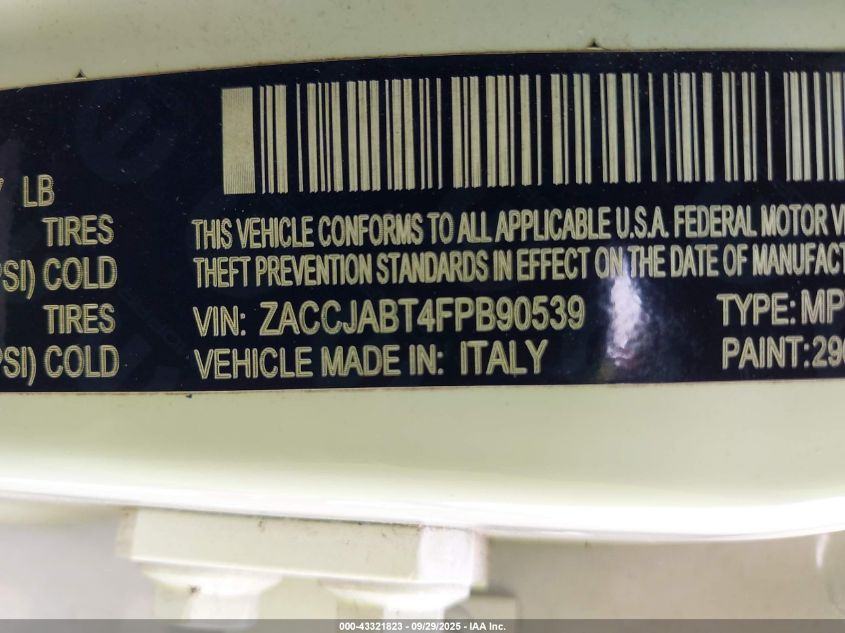 LB
TIRES
PSI) COLD
TIRES
PSI) COLD
THIS VEHICLE CONFORMS TO ALL APPLICABLE U.S.A. FEDERAL MOTOR V
THEFT PREVENTION STANDARDS IN EFFECT ON THE DATE OF MANUFACT
VIN: ZACCJABT4FPB90539 TYPE: MP
VEHICLE MADE IN: ITALY PAINT: 29
000-43321823 - 09/29/2025 - IAA Inc.